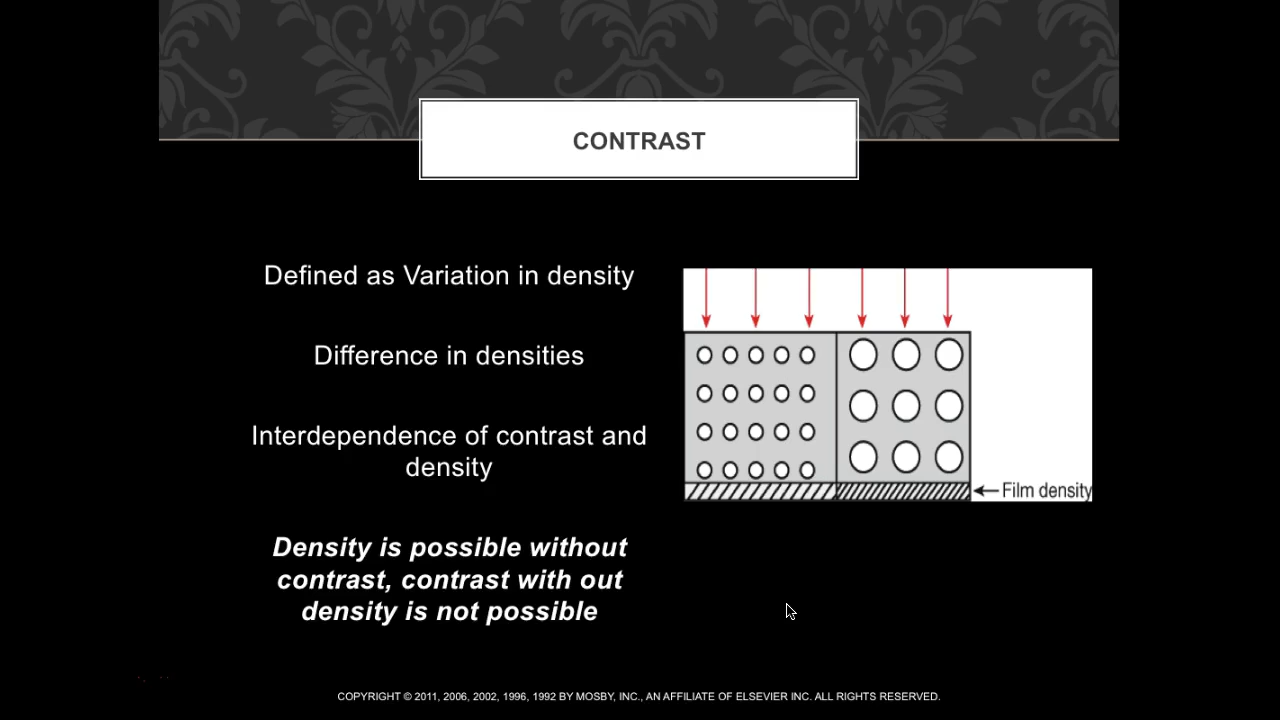 CONTRAST
Defined as Variation in density
Difference in densities
Interdependence of contrast and
density
Density is possible without
contrast, contrast with out
density is not possible
Film density
COPYRIGHT © 2011, 2006, 2002, 1996, 1992 BY MOSBY, INC., AN AFFILIATE OF ELSEVIER INC. ALL RIGHTS RESERVED.